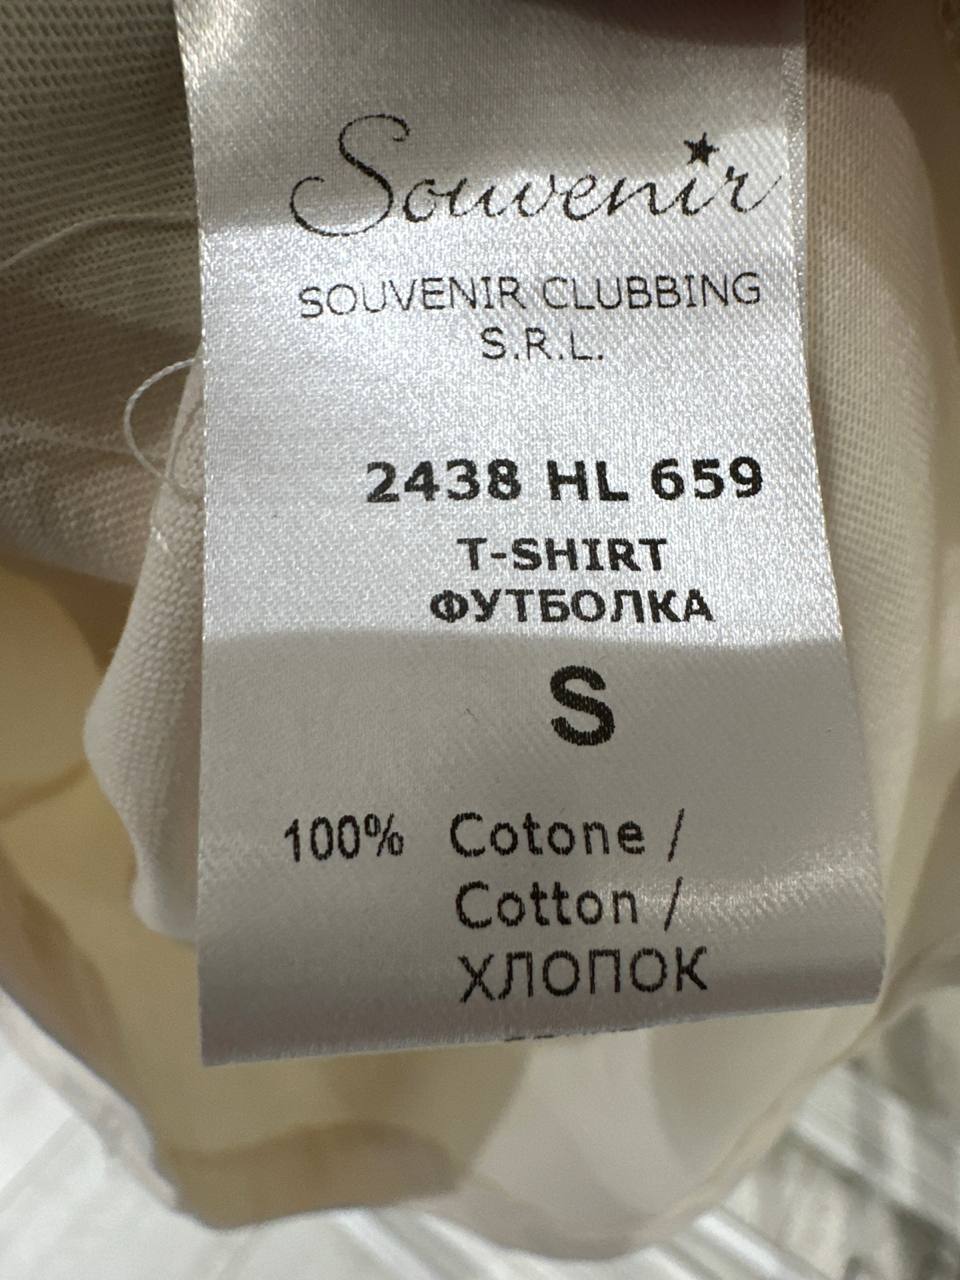 Souvenir
SOUVENIR CLUBBING
S.R.L.
2438 HL 659
T-SHIRT
ФУТБОЛКА
S
100% Cotone /
Cotton /
ХЛОПОК